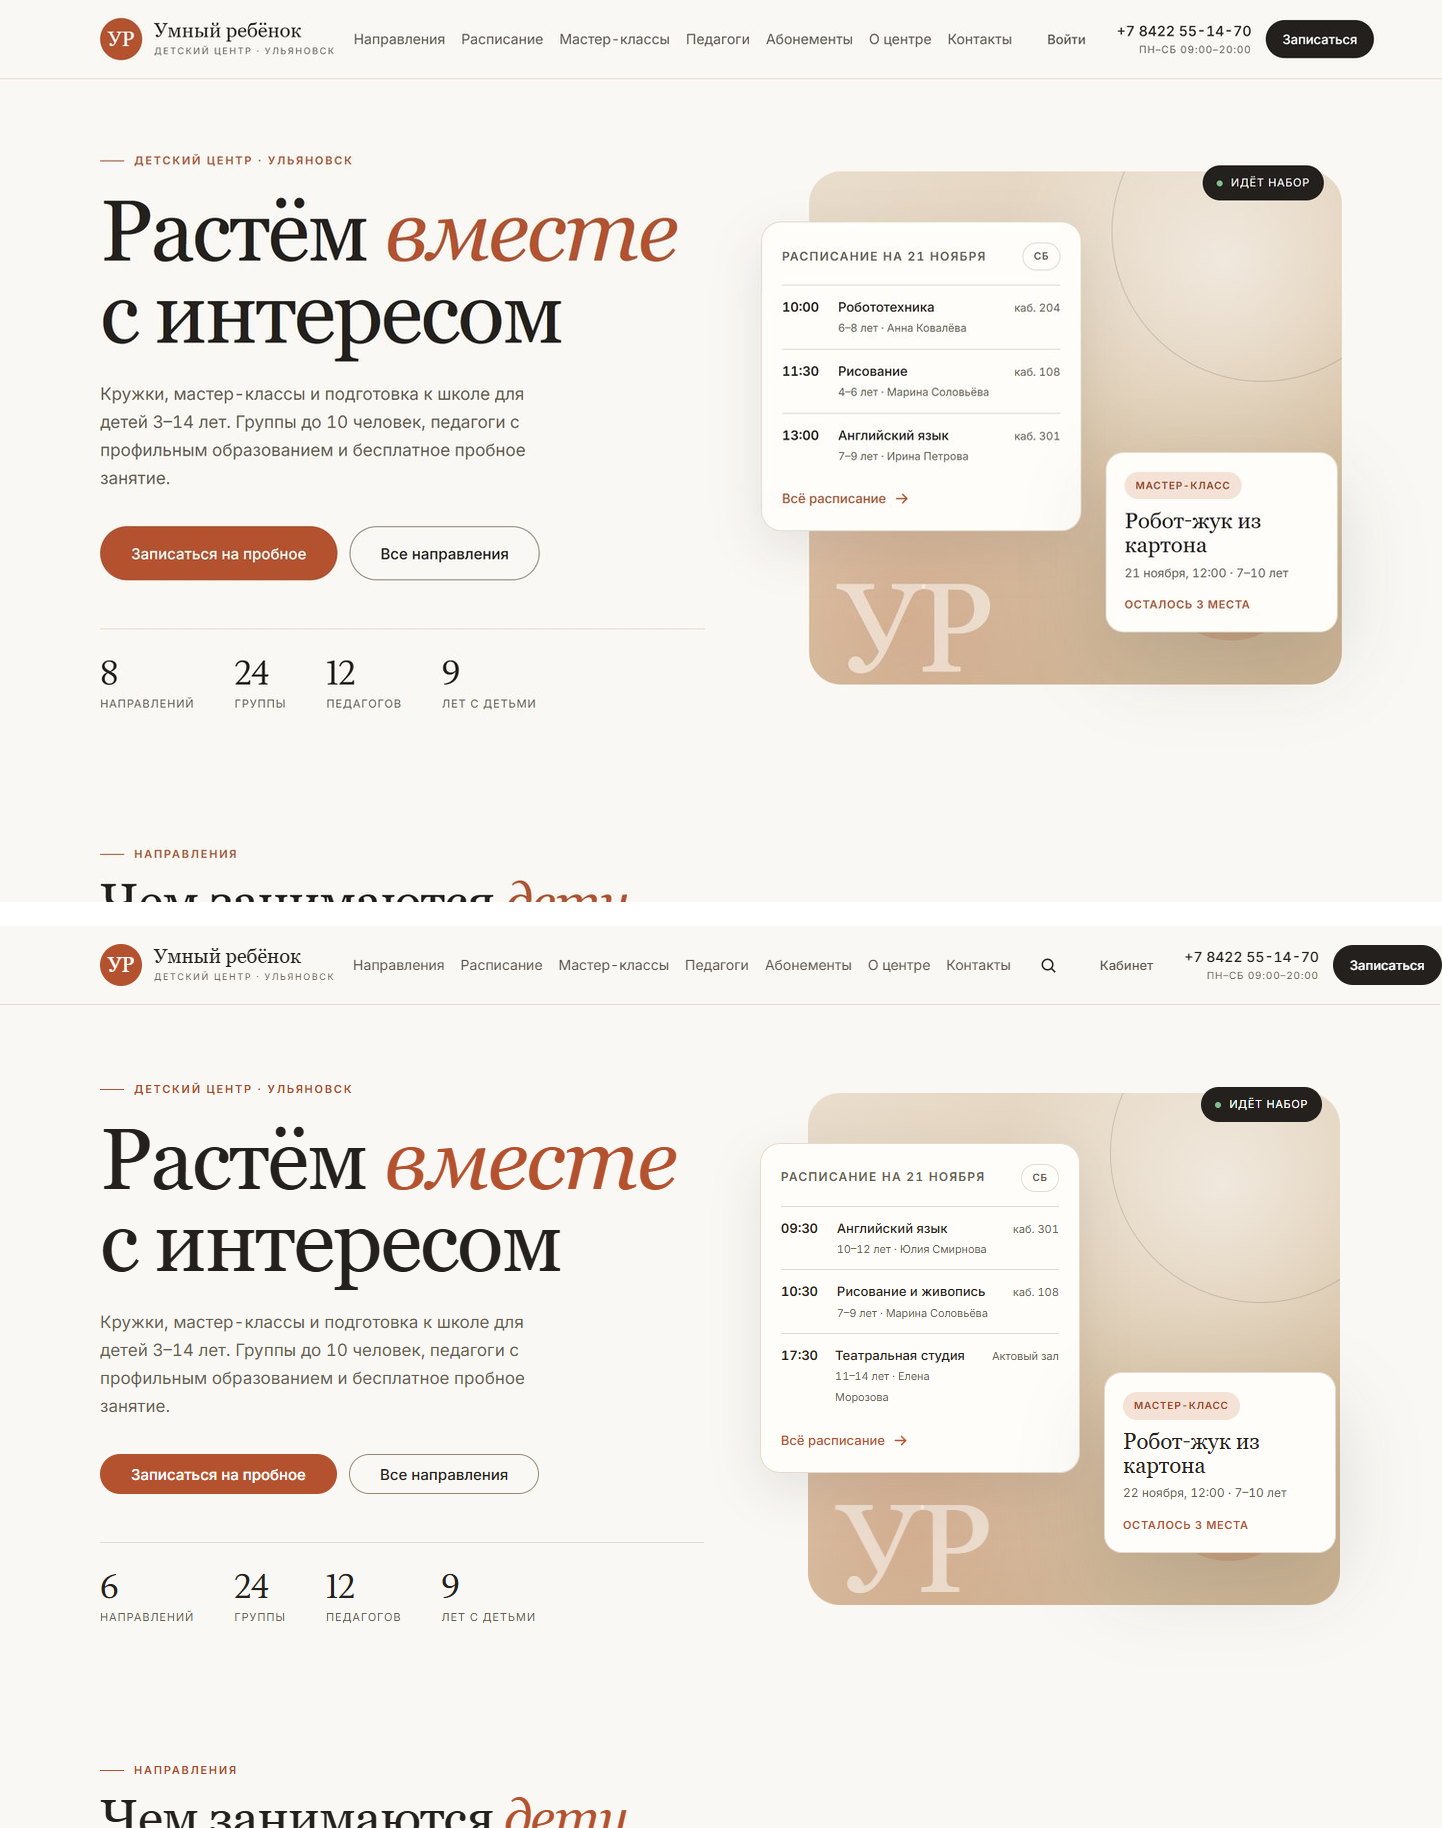 УР
Умный ребёнок
ДЕТСКИЙ ЦЕНТР · УЛЬЯНОВСК
Направления Расписание Мастер-классы Педагоги Абонементы О центре Контакты
Войти
+7 8422 55-14-70
ПН–СБ 09:00–20:00
Записаться
ДЕТСКИЙ ЦЕНТР · УЛЬЯНОВСК
Растём вместе
с интересом
Кружки, мастер-классы и подготовка к школе для
детей 3–14 лет. Группы до 10 человек, педагоги с
профильным образованием и бесплатное пробное
занятие.
Записаться на пробное
Все направления
8
НАПРАВЛЕНИЙ
24
ГРУППЫ
12
ПЕДАГОГОВ
9
ЛЕТ С ДЕТЬМИ
ИДЁТ НАБОР
РАСПИСАНИЕ НА 21 НОЯБРЯ
СБ
10:00 Робототехника каб. 204
6–8 лет · Анна Ковалёва
11:30 Рисование каб. 108
4–6 лет · Марина Соловьёва
13:00 Английский язык каб. 301
7–9 лет · Ирина Петрова
Всё расписание →
МАСТЕР-КЛАСС
Робот-жук из
картона
21 ноября, 12:00 · 7–10 лет
ОСТАЛОСЬ 3 МЕСТА
УР
НАПРАВЛЕНИЯ
Чем занимаются дети
УР
Умный ребёнок
ДЕТСКИЙ ЦЕНТР · УЛЬЯНОВСК
Направления Расписание Мастер-классы Педагоги Абонементы О центре Контакты
Кабинет
+7 8422 55-14-70
ПН–СБ 09:00–20:00
Записаться
ДЕТСКИЙ ЦЕНТР · УЛЬЯНОВСК
Растём вместе
с интересом
Кружки, мастер-классы и подготовка к школе для
детей 3–14 лет. Группы до 10 человек, педагоги с
профильным образованием и бесплатное пробное
занятие.
Записаться на пробное
Все направления
6
НАПРАВЛЕНИЙ
24
ГРУППЫ
12
ПЕДАГОГОВ
9
ЛЕТ С ДЕТЬМИ
ИДЁТ НАБОР
РАСПИСАНИЕ НА 21 НОЯБРЯ
СБ
09:30 Английский язык каб. 301
10–12 лет · Юлия Смирнова
10:30 Рисование и живопись каб. 108
7–9 лет · Марина Соловьёва
17:30 Театральная студия Актовый зал
11–14 лет · Елена
Морозова
Всё расписание →
МАСТЕР-КЛАСС
Робот-жук из
картона
22 ноября, 12:00 · 7–10 лет
ОСТАЛОСЬ 3 МЕСТА
УР
НАПРАВЛЕНИЯ
Чем занимаются дети